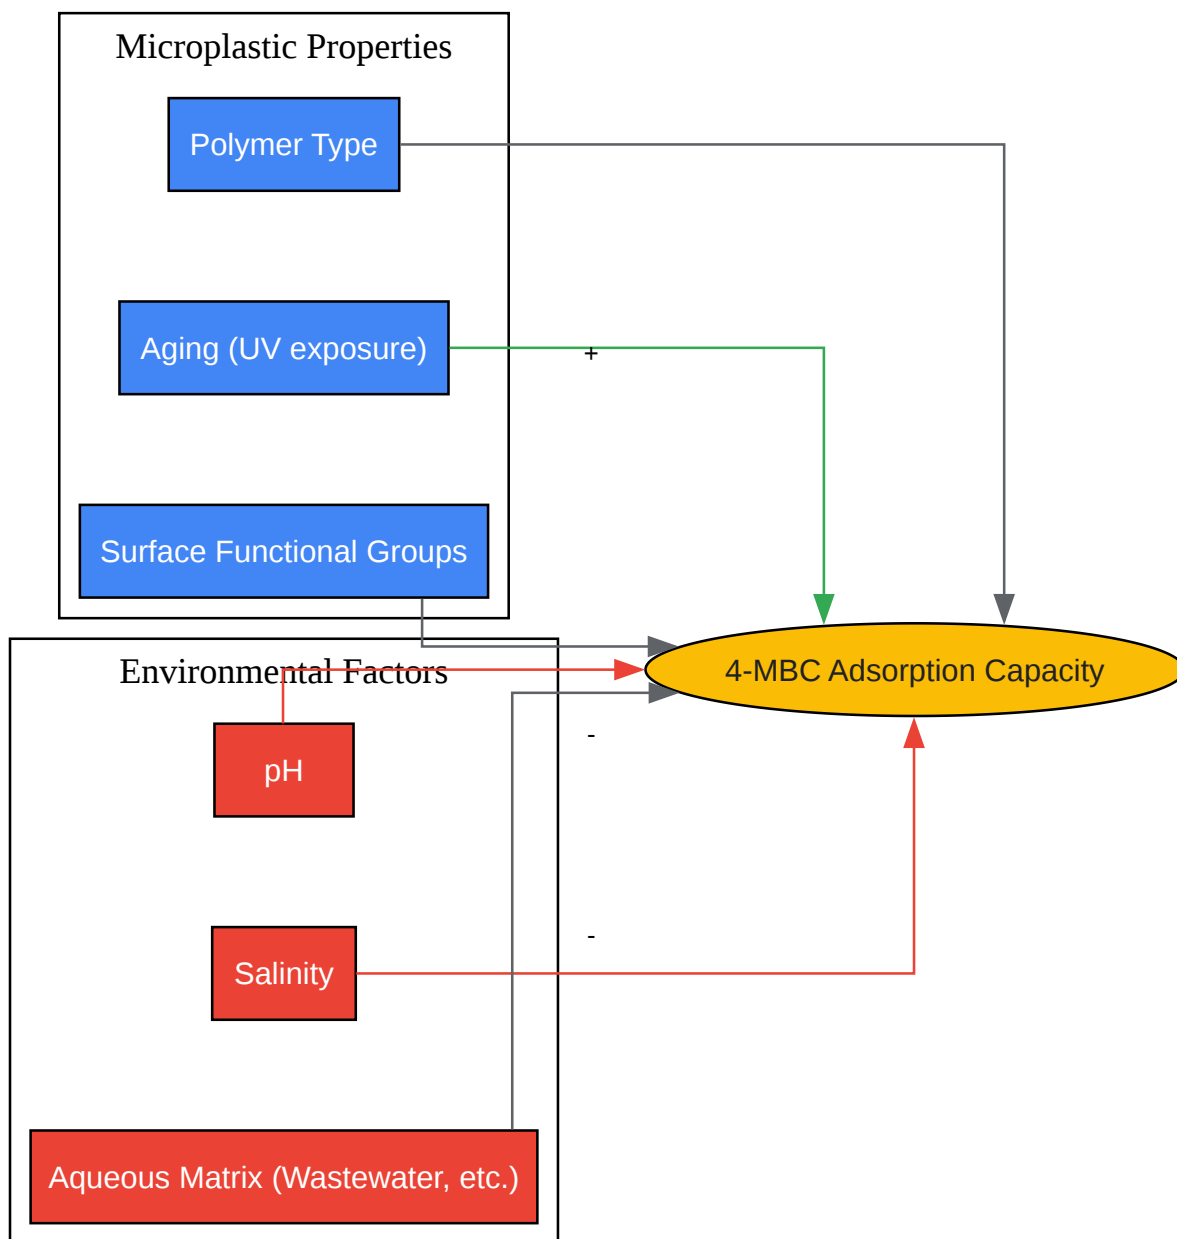 Microplastic Properties
Polymer Type
Aging (UV exposure)
+
Surface Functional Groups
Environmental Factors
4-MBC Adsorption Capacity
-
pH
-
Salinity
Aqueous Matrix (Wastewater, etc.)